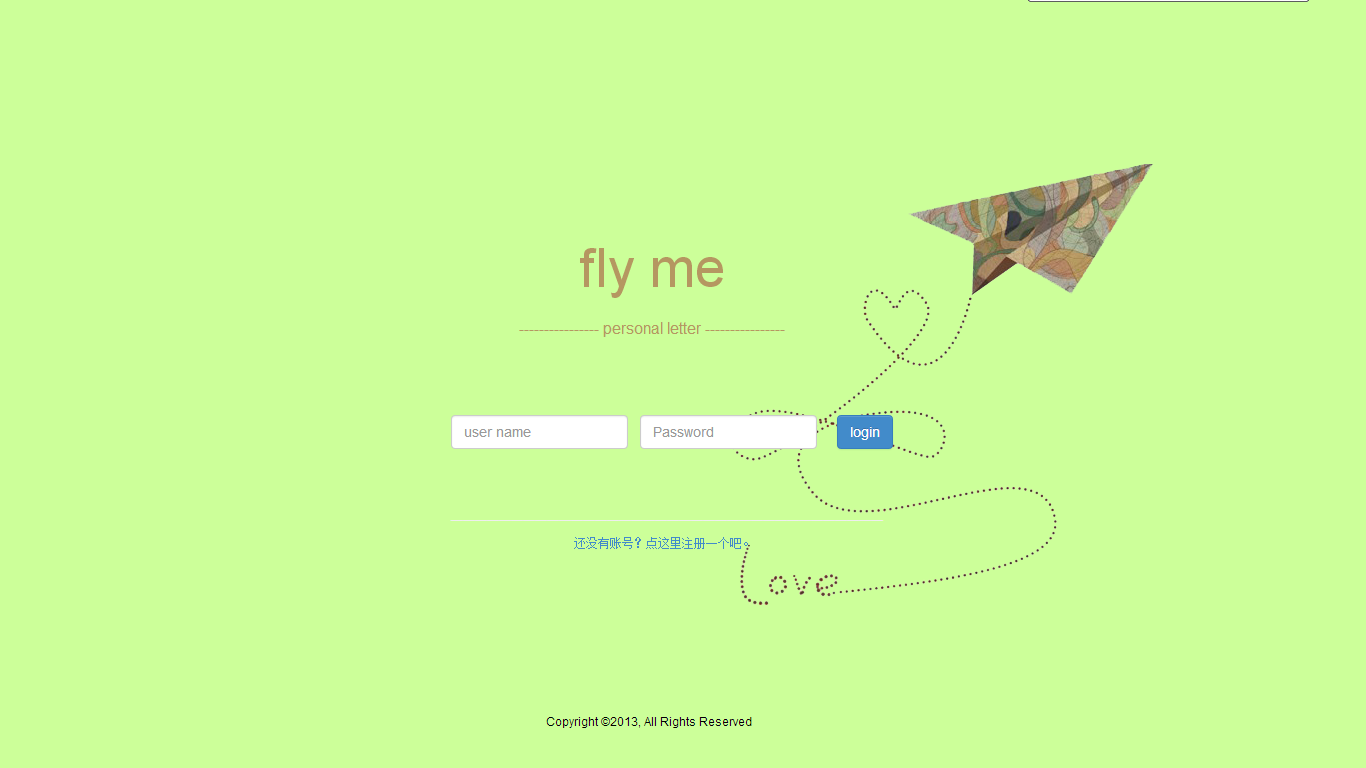 fly me
---------------- personal letter ----------------
user name
Password
login
还没有账号？点这里注册一个吧。
Love
Copyright ©2013, All Rights Reserved